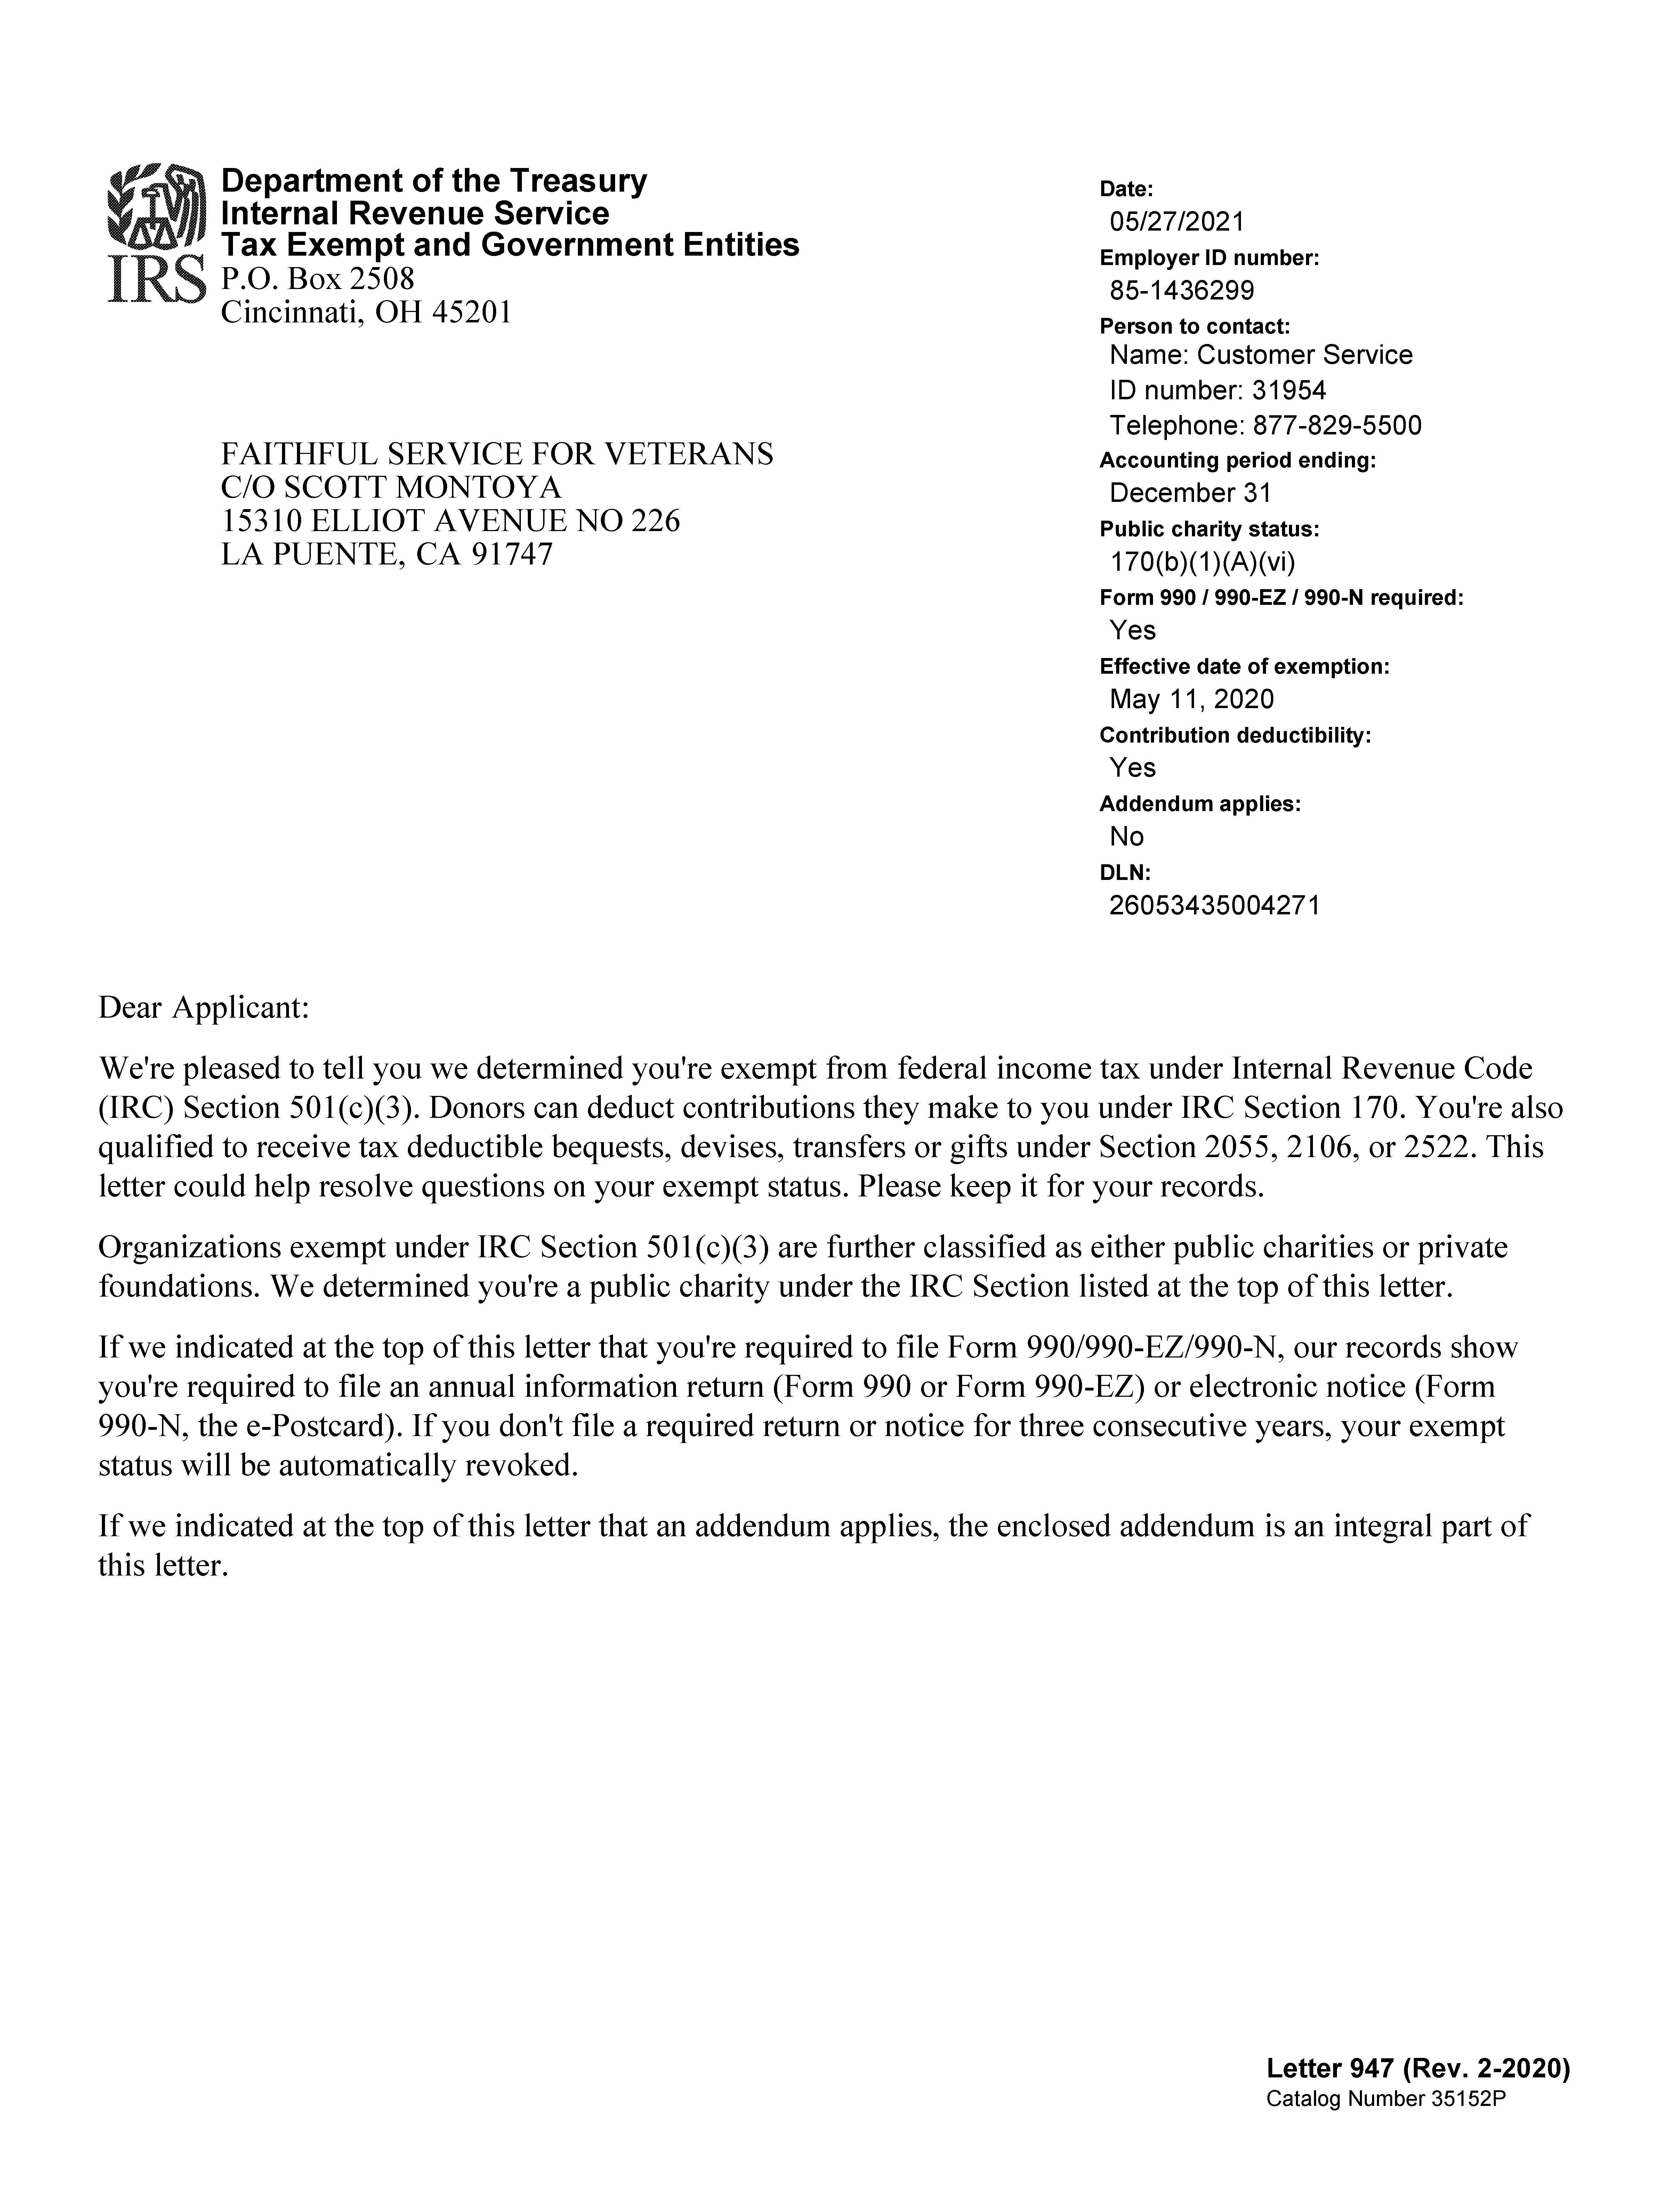 Department of the Treasury
Internal Revenue Service
Tax Exempt and Government Entities
P.O. Box 2508
Cincinnati, OH 45201
IRS
FAITHFUL SERVICE FOR VETERANS
C/O SCOTT MONTOYA
15310 ELLIOT AVENUE NO 226
LA PUENTE, CA 91747
Date:
05/27/2021
Employer ID number:
85-1436299
Person to contact:
Name: Customer Service
ID number: 31954
Telephone: 877-829-5500
Accounting period ending:
December 31
Public charity status:
170(b)(1)(A)(vi)
Form 990 / 990-EZ / 990-N required:
Yes
Effective date of exemption:
May 11, 2020
Contribution deductibility:
Yes
Addendum applies:
No
DLN:
26053435004271
Dear Applicant:
We're pleased to tell you we determined you're exempt from federal income tax under Internal Revenue Code
(IRC) Section 501(c)(3). Donors can deduct contributions they make to you under IRC Section 170. You're also
qualified to receive tax deductible bequests, devises, transfers or gifts under Section 2055, 2106, or 2522. This
letter could help resolve questions on your exempt status. Please keep it for your records.
Organizations exempt under IRC Section 501(c)(3) are further classified as either public charities or private
foundations. We determined you're a public charity under the IRC Section listed at the top of this letter.
If we indicated at the top of this letter that you're required to file Form 990/990-EZ/990-N, our records show
you're required to file an annual information return (Form 990 or Form 990-EZ) or electronic notice (Form
990-N, the e-Postcard). If you don't file a required return or notice for three consecutive years, your exempt
status will be automatically revoked.
If we indicated at the top of this letter that an addendum applies, the enclosed addendum is an integral part of
this letter.
Letter 947 (Rev. 2-2020)
Catalog Number 35152P